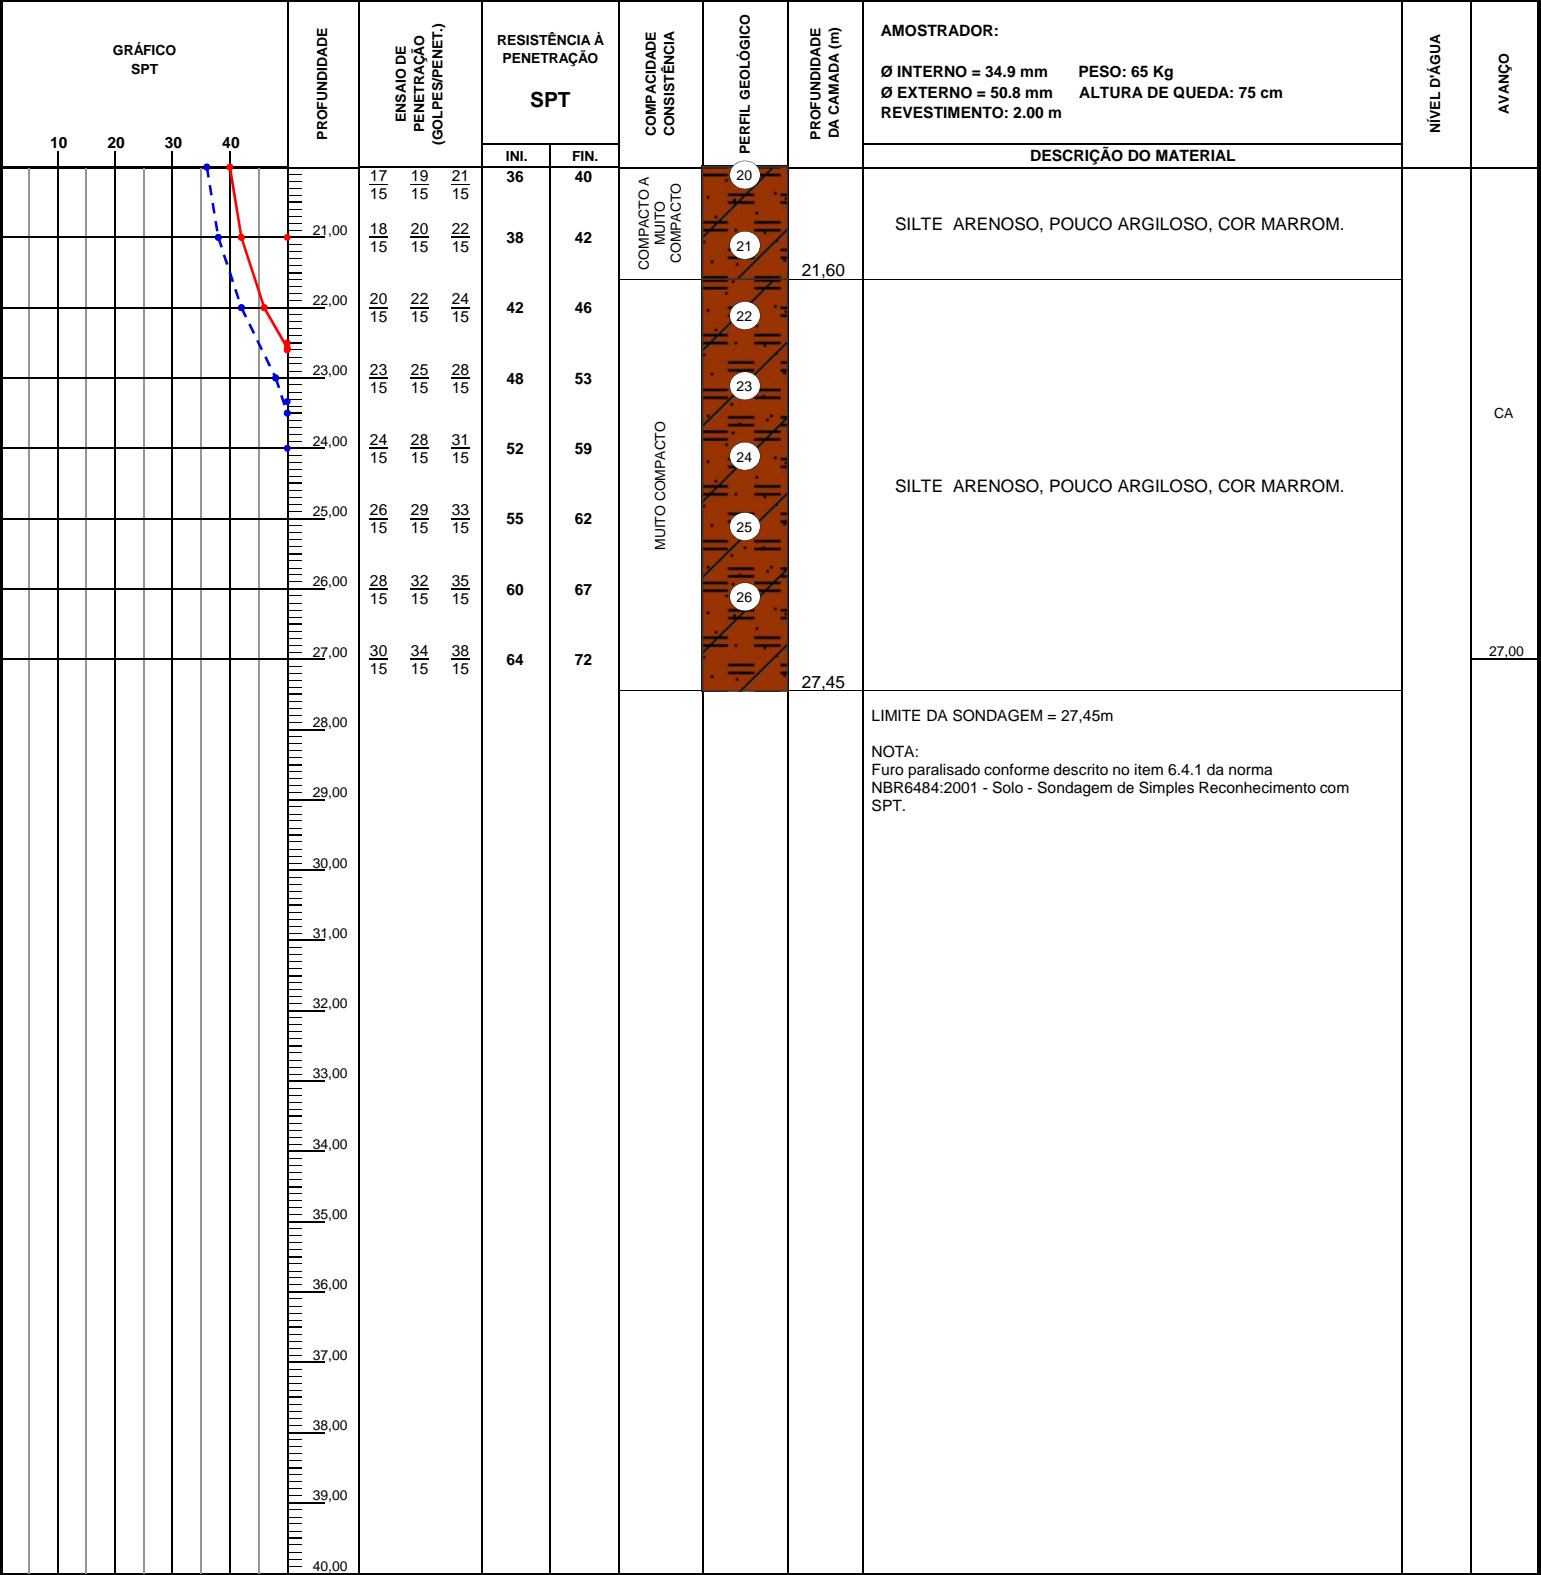 GRÁFICO
SPT
10 20 30 40
PROFUNDIDADE
ENSAIO DE
PENETRAÇÃO
(GOLPES/PENET.)
RESISTÊNCIA À
PENETRAÇÃO
SPT
INI. FIN.
COMPACIDADE
CONSISTÊNCIA
PERFIL GEOLÓGICO
PROFUNDIDADE
DA CAMADA (m)
AMOSTRADOR:
Ø INTERNO = 34.9 mm PESO: 65 Kg
Ø EXTERNO = 50.8 mm ALTURA DE QUEDA: 75 cm
REVESTIMENTO: 2.00 m
DESCRIÇÃO DO MATERIAL
NÍVEL D'ÁGUA
AVANÇO
17 19 21 36 40 20
15 15 15
COMPACTO A
MUITO
COMPACTO
SILTE ARENOSO, POUCO ARGILOSO, COR MARROM.
21,00 18 20 22 38 42 21
15 15 15
21,60
22,00 20 22 24 42 46 22
15 15 15
23,00 23 25 28 48 53 23
15 15 15
CA
24,00 24 28 31 52 59 24
15 15 15
MUITO COMPACTO
SILTE ARENOSO, POUCO ARGILOSO, COR MARROM.
25,00 26 29 33 55 62 25
15 15 15
26,00 28 32 35 60 67 26
15 15 15
27,00 30 34 38 64 72 27,00
15 15 15
27,45
LIMITE DA SONDAGEM = 27,45m
28,00
NOTA:
Furo paralisado conforme descrito no item 6.4.1 da norma
NBR6484:2001 - Solo - Sondagem de Simples Reconhecimento com
SPT.
29,00
30,00
31,00
32,00
33,00
34,00
35,00
36,00
37,00
38,00
39,00
40,00